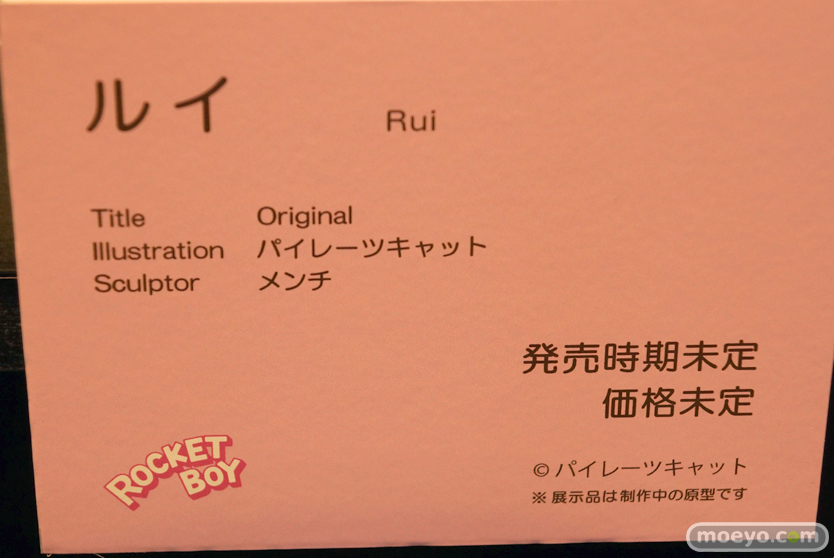 ルイ Rui
Title Original
Illustration パイレーツキャット
Sculptor メンチ
発売時期未定
価格未定
©パイレーツキャット
※展示品は制作中の原型です
ROCKET
BOY
moeyo.com